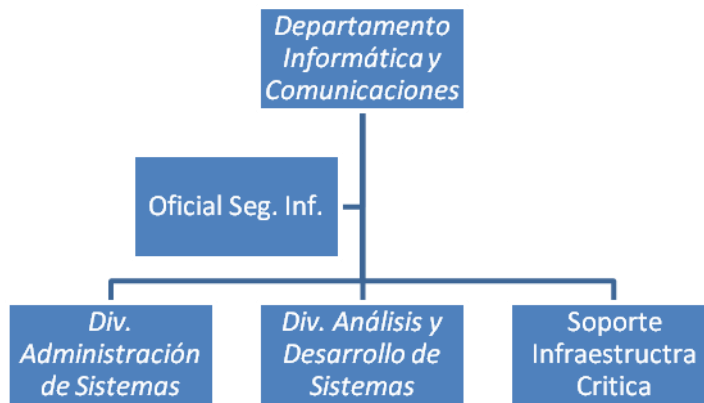 Departamento
Informática y
Comunicaciones
Oficial Seg. Inf.
Div.
Administración
de Sistemas
Div. Análisis y
Desarrollo de
Sistemas
Soporte
Infraestructra
Critica